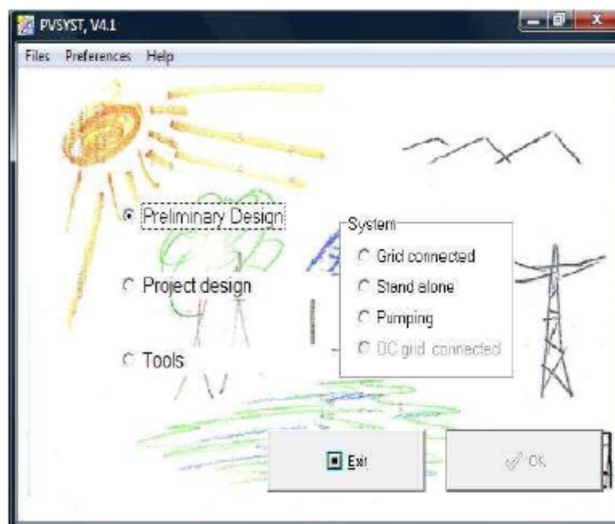 PVSYST, V4.1
Files Preferences Help
Preliminary Design
System
Grid connected
Project design
Stand alone
Pumping
Tools
DC grid connected
Exit
OK